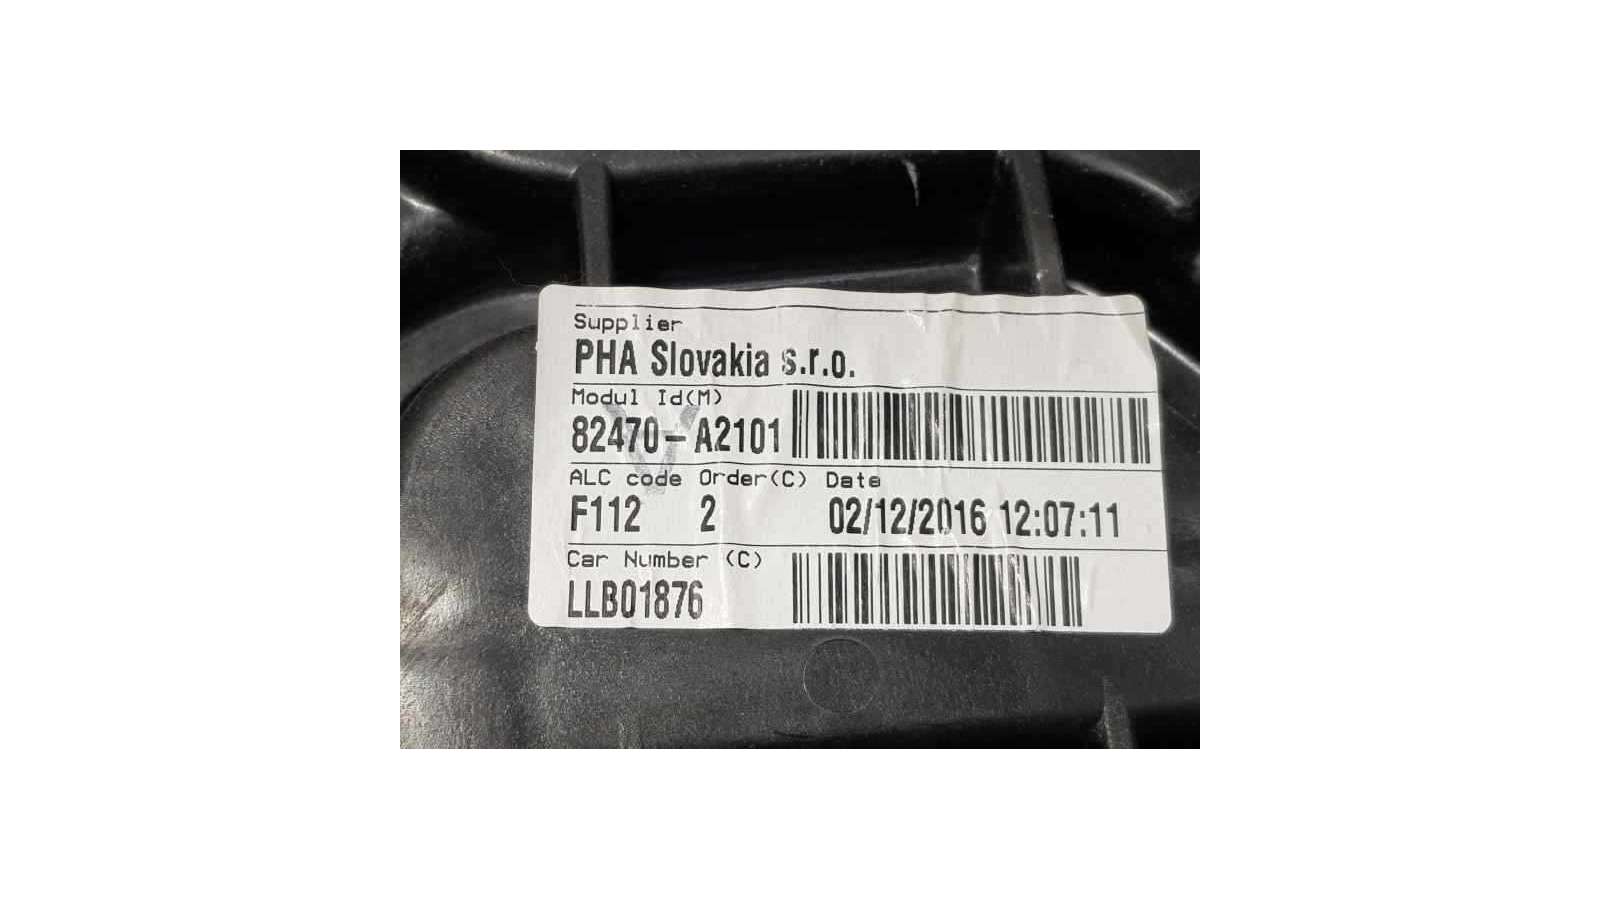 Supplier
PHA Slovakia s.r.o.
Modul Id(M)
82470-A2101
ALC code Order(C) Date
F112 2 02/12/2016 12:07:11
Car Number (C)
LLB01876